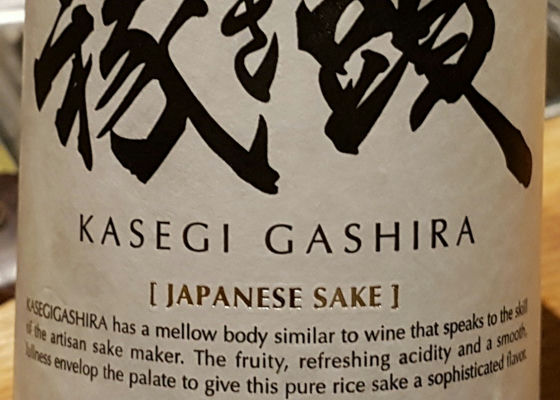 稼ぎ頭
KASEGI GASHIRA
[ JAPANESE SAKE ]
KASEGIGASHIRA has a mellow body similar to wine that speaks to the skill
of the artisan sake maker. The fruity, refreshing acidity and a smooth,
fullness envelop the palate to give this pure rice sake a sophisticated flavor.